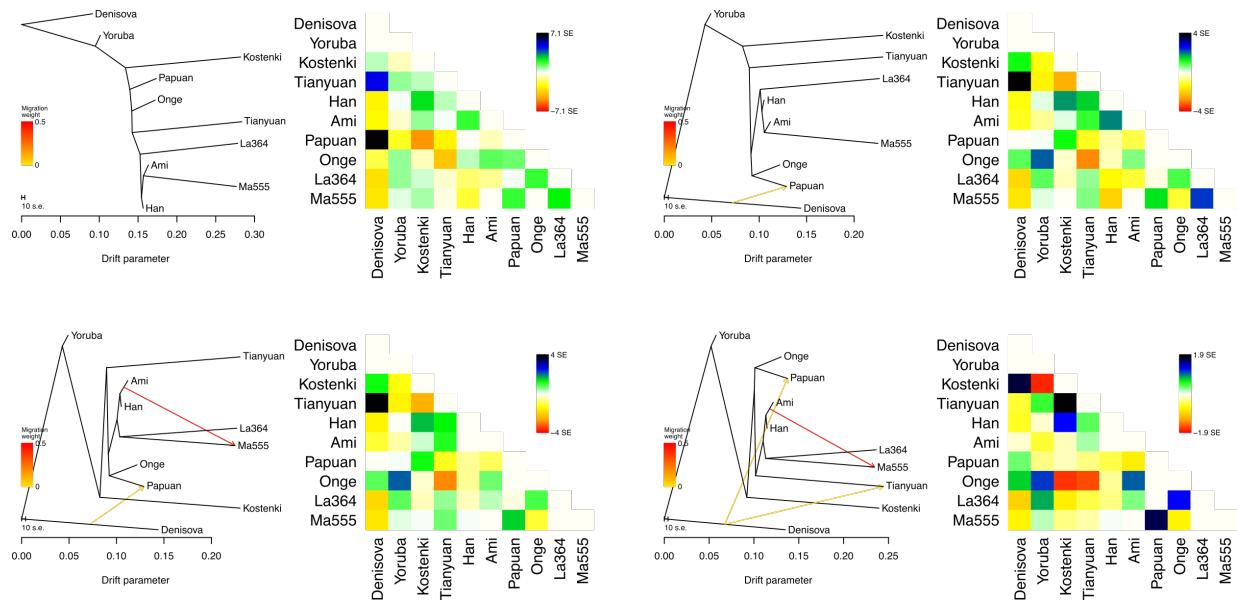 Denisova
Yoruba
Kostenki
Papuan
Onge
Tianyuan
La364
Ami
Ma555
Han
Migration
weight
0.5
0
10 s.e.
0.00 0.05 0.10 0.15 0.20 0.25 0.30
Drift parameter
Denisova
Yoruba
Kostenki
Tianyuan
Han
Ami
Papuan
Onge
La364
Ma555
Denisova Yoruba Kostenki Tianyuan Han Ami Papuan Onge La364 Ma555
7.1 SE
−7.1 SE
Yoruba
Kostenki
Tianyuan
La364
Han
Ami
Ma555
Onge
Papuan
Denisova
Migration
weight
0.5
0
10 s.e.
0.00 0.05 0.10 0.15 0.20
Drift parameter
Denisova
Yoruba
Kostenki
Tianyuan
Han
Ami
Papuan
Onge
La364
Ma555
Denisova Yoruba Kostenki Tianyuan Han Ami Papuan Onge La364 Ma555
4 SE
−4 SE
Yoruba
Tianyuan
Ami
Han
La364
Ma555
Onge
Papuan
Kostenki
Denisova
Migration
weight
0.5
0
10 s.e.
0.00 0.05 0.10 0.15 0.20
Drift parameter
Denisova
Yoruba
Kostenki
Tianyuan
Han
Ami
Papuan
Onge
La364
Ma555
Denisova Yoruba Kostenki Tianyuan Han Ami Papuan Onge La364 Ma555
4 SE
−4 SE
Yoruba
Onge
Papuan
Ami
Han
La364
Ma555
Tianyuan
Kostenki
Denisova
Migration
weight
0.5
0
10 s.e.
0.00 0.05 0.10 0.15 0.20 0.25
Drift parameter
Denisova
Yoruba
Kostenki
Tianyuan
Han
Ami
Papuan
Onge
La364
Ma555
Denisova Yoruba Kostenki Tianyuan Han Ami Papuan Onge La364 Ma555
1.9 SE
−1.9 SE